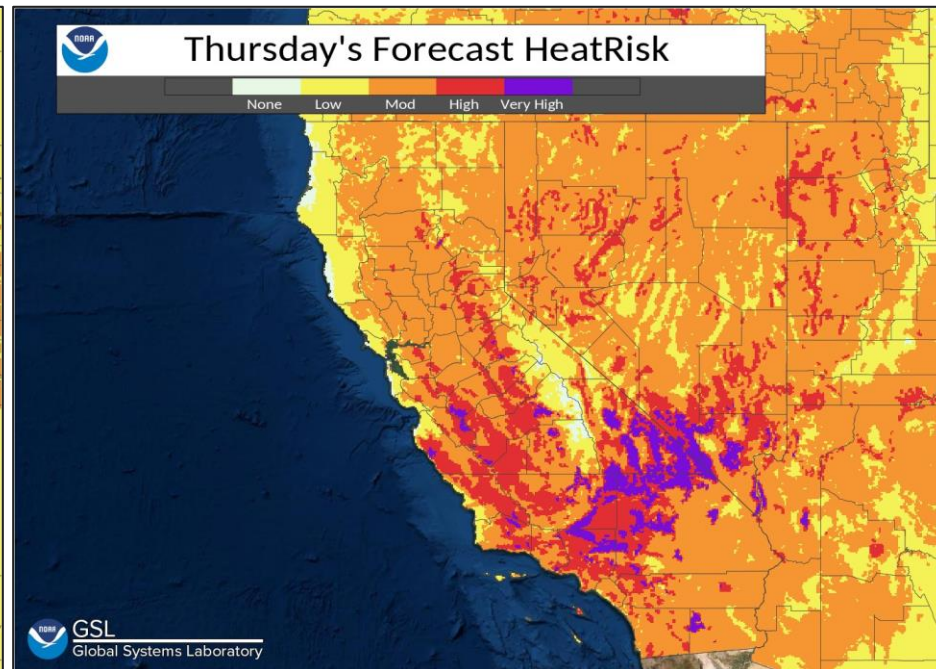 NOAA
Thursday's Forecast HeatRisk
None Low Mod High Very High
NOAA
GSL
Global Systems Laboratory